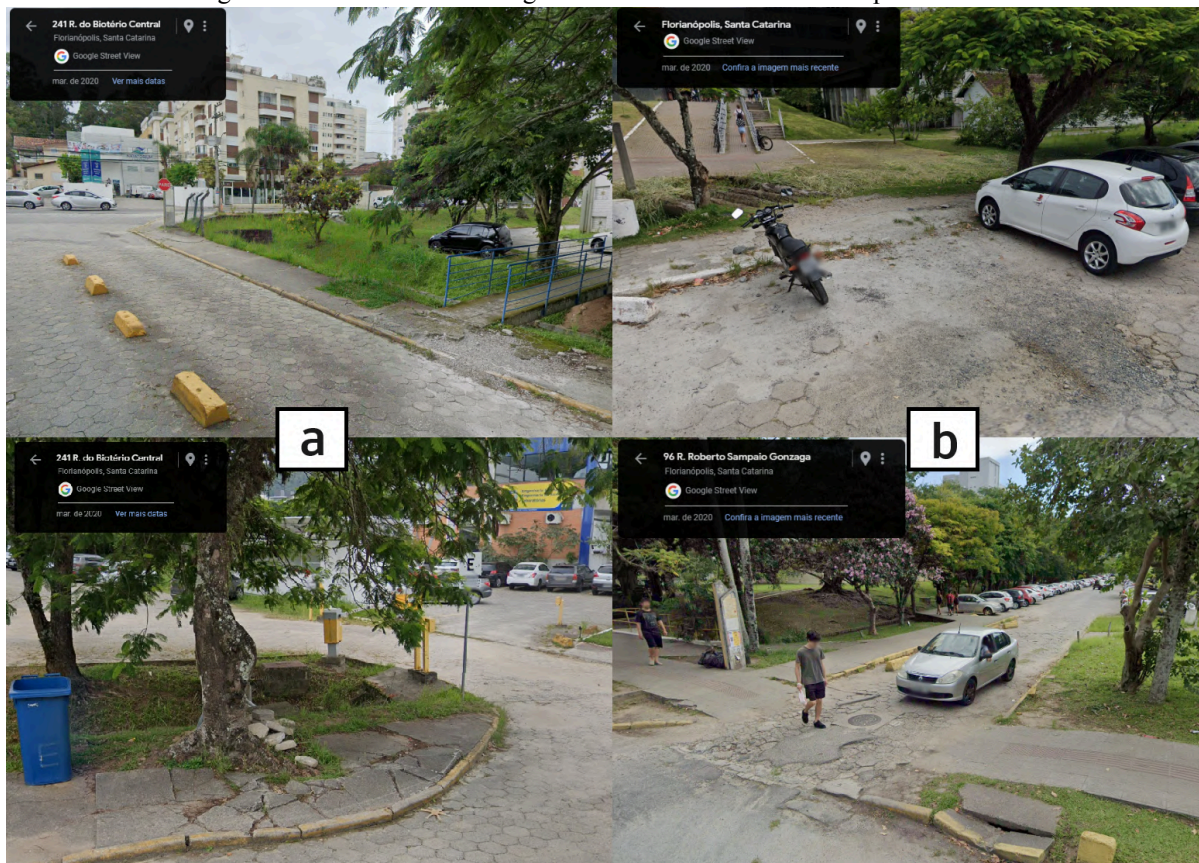 241 R. do Biotério Central
Florianópolis, Santa Catarina
Google Street View
mar. de 2020 Ver mais datas
Florianópolis, Santa Catarina
Google Street View
mar. de 2020 Confira a imagem mais recente
a
b
241 R. do Biotério Central
Florianópolis, Santa Catarina
Google Street View
mar. de 2020 Ver mais datas
96 R. Roberto Sampaio Gonzaga
Florianópolis, Santa Catarina
Google Street View
mar. de 2020 Confira a imagem mais recente
E
E